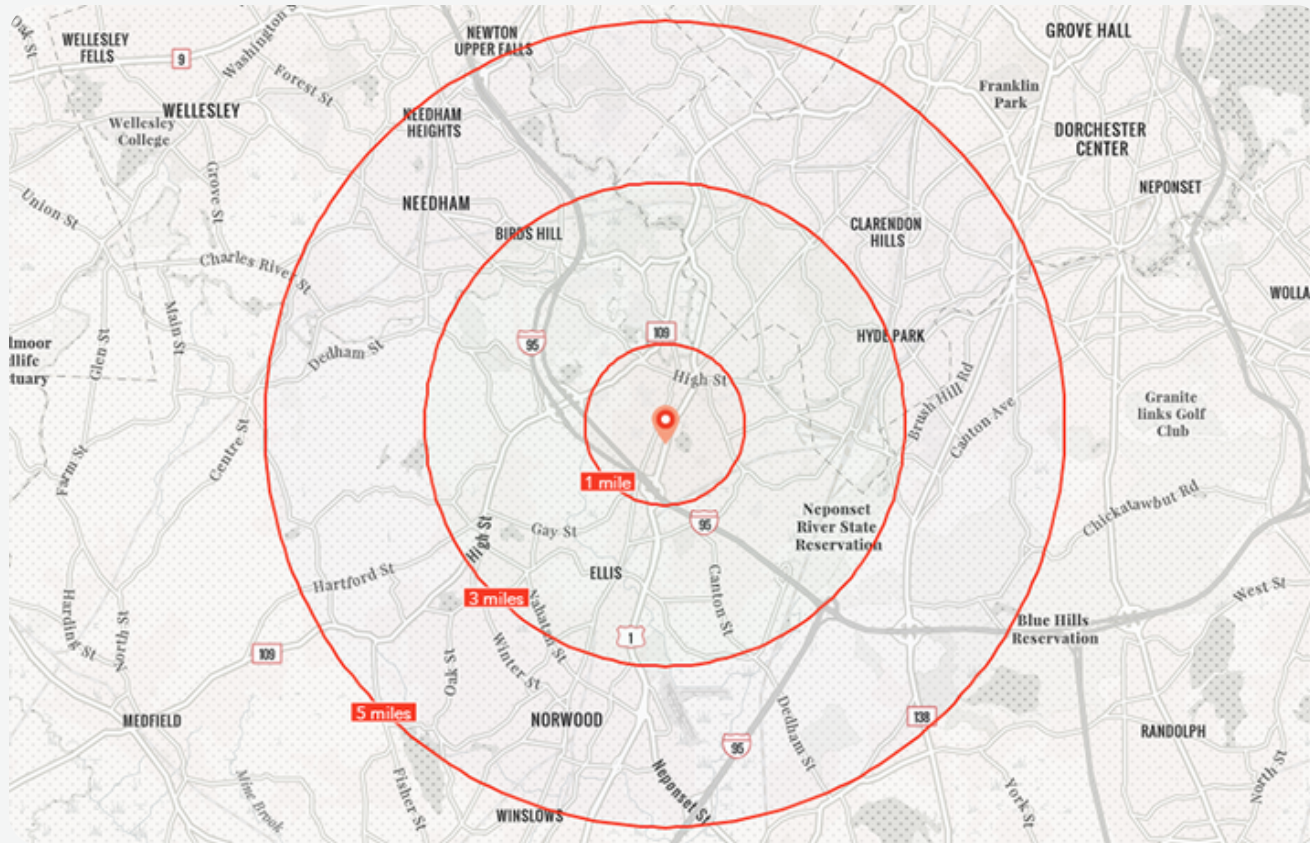 Oak St
WELLESLEY
FELLS
9
Washington S
NEWTON
UPPER FALLS
GROVE HALL
Forest St
Franklin
Park
WELLESLEY
Wellesley
College
NEEDHAM
HEIGHTS
DORCHESTER
CENTER
Grove St
Union St
NEEDHAM
NEPONSET
BIRDS HILL
CLARENDON
HILLS
Charles River St
WOLLA
Main St
Glen St
lmoor
dlife
tuary
Dedham St
95
109
HYDE PARK
High St
Brush Hill Rd
Canton Ave
Granite
links Golf
Club
Centre St
Farm St
1 mile
Chickatawbut Rd
High St
Gay St
95
Neponset
River State
Reservation
ELLIS
Hartford St
3 miles
Canton St
West St
Harding St
North St
Nahatan St
1
Blue Hills
Reservation
109
Oak St
Winter St
5 miles
MEDFIELD
NORWOOD
Dedham St
138
95
RANDOLPH
Mine Brook
Fisher St
Neponset St
WINSLOWS
York St
North St